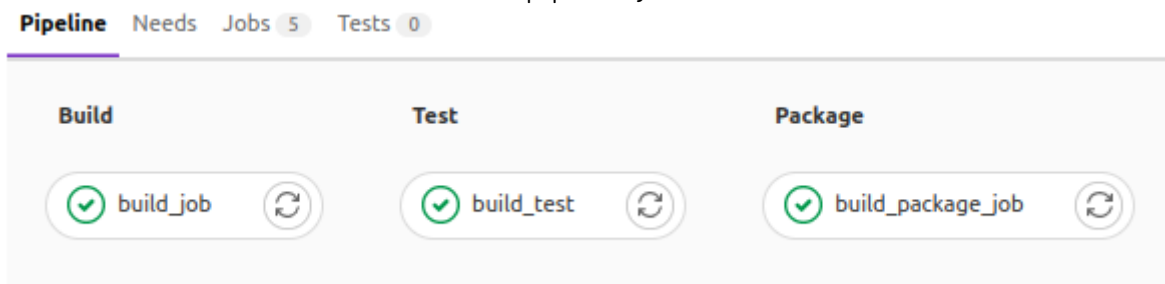 Pipeline Needs Jobs 5 Tests 0
Build Test Package
build_job build_test build_package_job